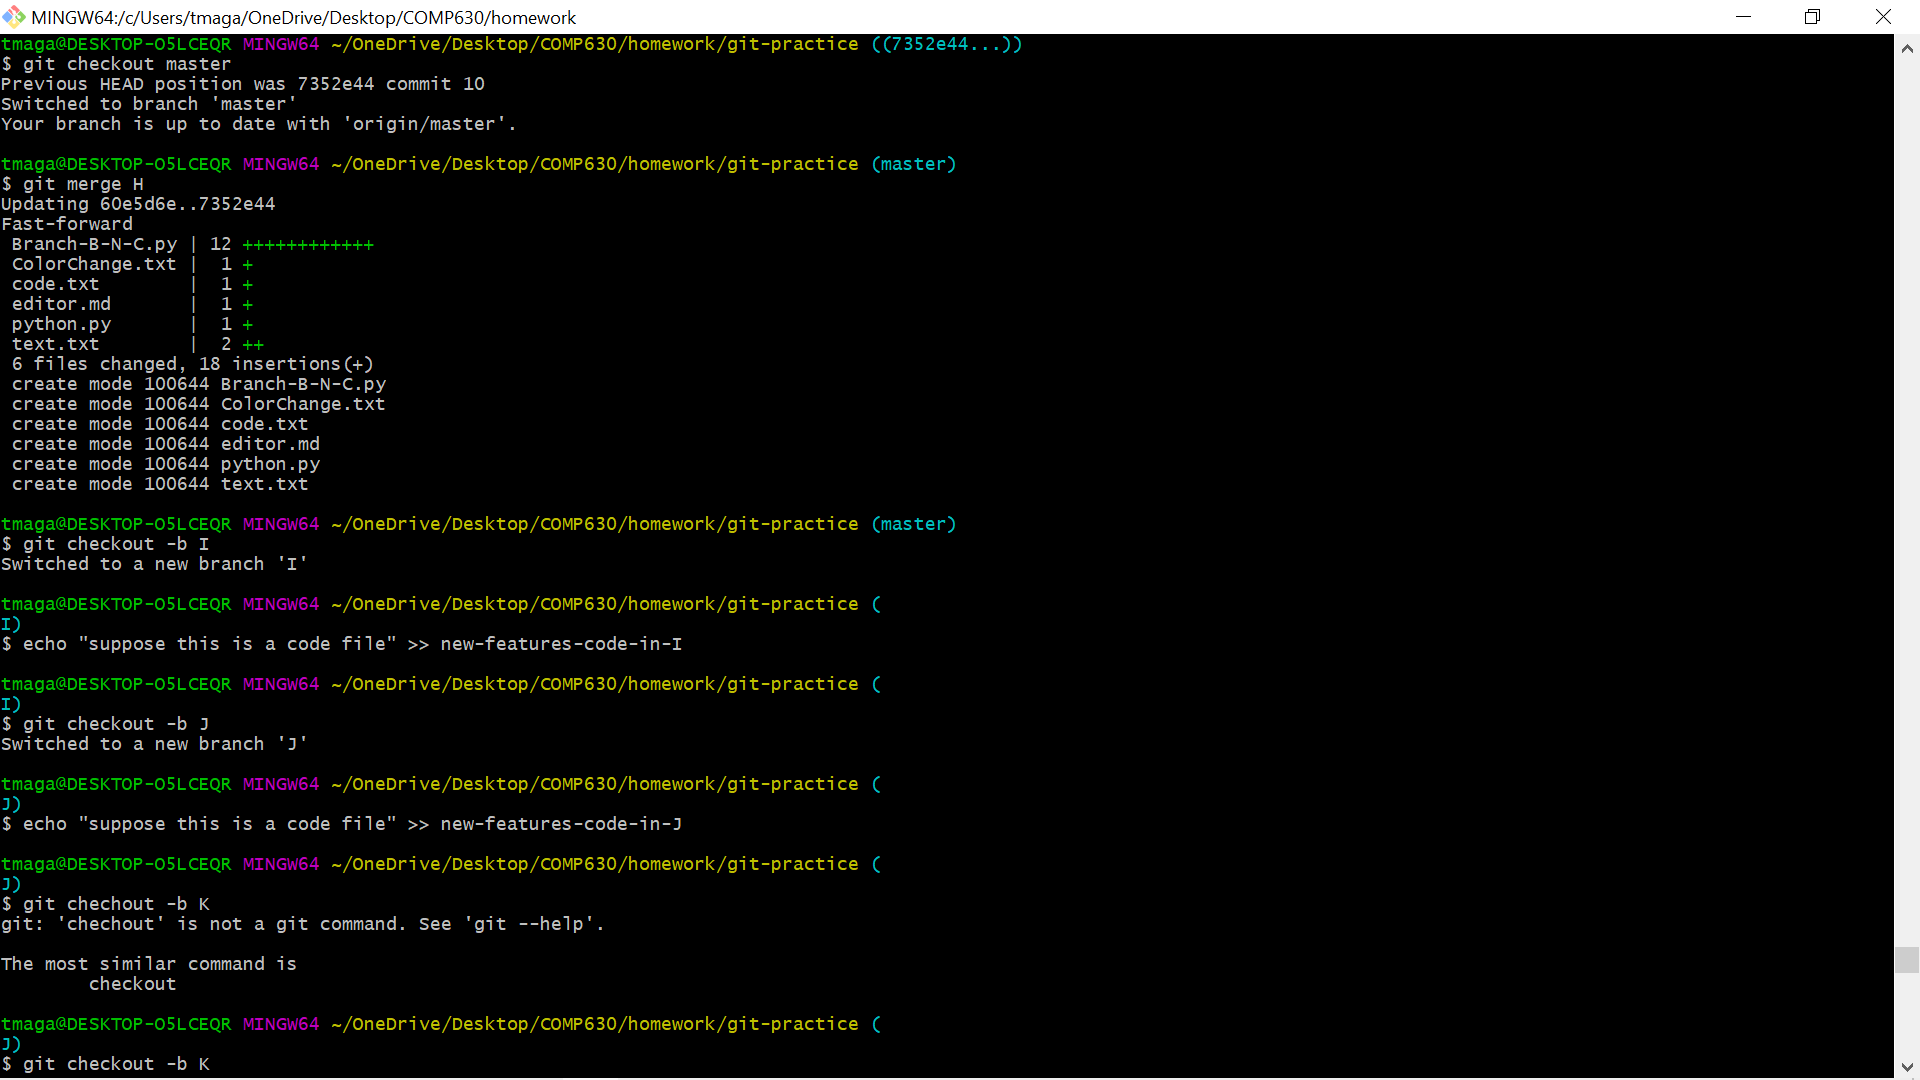 MINGW64:/c/Users/tmaga/OneDrive/Desktop/COMP630/homework
tmaga@DESKTOP-O5LCEQR MINGW64 ~/OneDrive/Desktop/COMP630/homework/git-practice ((7352e44...))
$ git checkout master
Previous HEAD position was 7352e44 commit 10
Switched to branch 'master'
Your branch is up to date with 'origin/master'.
tmaga@DESKTOP-O5LCEQR MINGW64 ~/OneDrive/Desktop/COMP630/homework/git-practice (master)
$ git merge H
Updating 60e5d6e..7352e44
Fast-forward
 Branch-B-N-C.py | 12 ++++++++++++
 ColorChange.txt |  1 +
 code.txt        |  1 +
 editor.md       |  1 +
 python.py       |  1 +
 text.txt        |  2 ++
 6 files changed, 18 insertions(+)
 create mode 100644 Branch-B-N-C.py
 create mode 100644 ColorChange.txt
 create mode 100644 code.txt
 create mode 100644 editor.md
 create mode 100644 python.py
 create mode 100644 text.txt
tmaga@DESKTOP-O5LCEQR MINGW64 ~/OneDrive/Desktop/COMP630/homework/git-practice (master)
$ git checkout -b I
Switched to a new branch 'I'
tmaga@DESKTOP-O5LCEQR MINGW64 ~/OneDrive/Desktop/COMP630/homework/git-practice (
I)
$ echo "suppose this is a code file" >> new-features-code-in-I
tmaga@DESKTOP-O5LCEQR MINGW64 ~/OneDrive/Desktop/COMP630/homework/git-practice (
I)
$ git checkout -b J
Switched to a new branch 'J'
tmaga@DESKTOP-O5LCEQR MINGW64 ~/OneDrive/Desktop/COMP630/homework/git-practice (
J)
$ echo "suppose this is a code file" >> new-features-code-in-J
tmaga@DESKTOP-O5LCEQR MINGW64 ~/OneDrive/Desktop/COMP630/homework/git-practice (
J)
$ git chechout -b K
git: 'chechout' is not a git command. See 'git --help'.
The most similar command is
        checkout
tmaga@DESKTOP-O5LCEQR MINGW64 ~/OneDrive/Desktop/COMP630/homework/git-practice (
J)
$ git checkout -b K